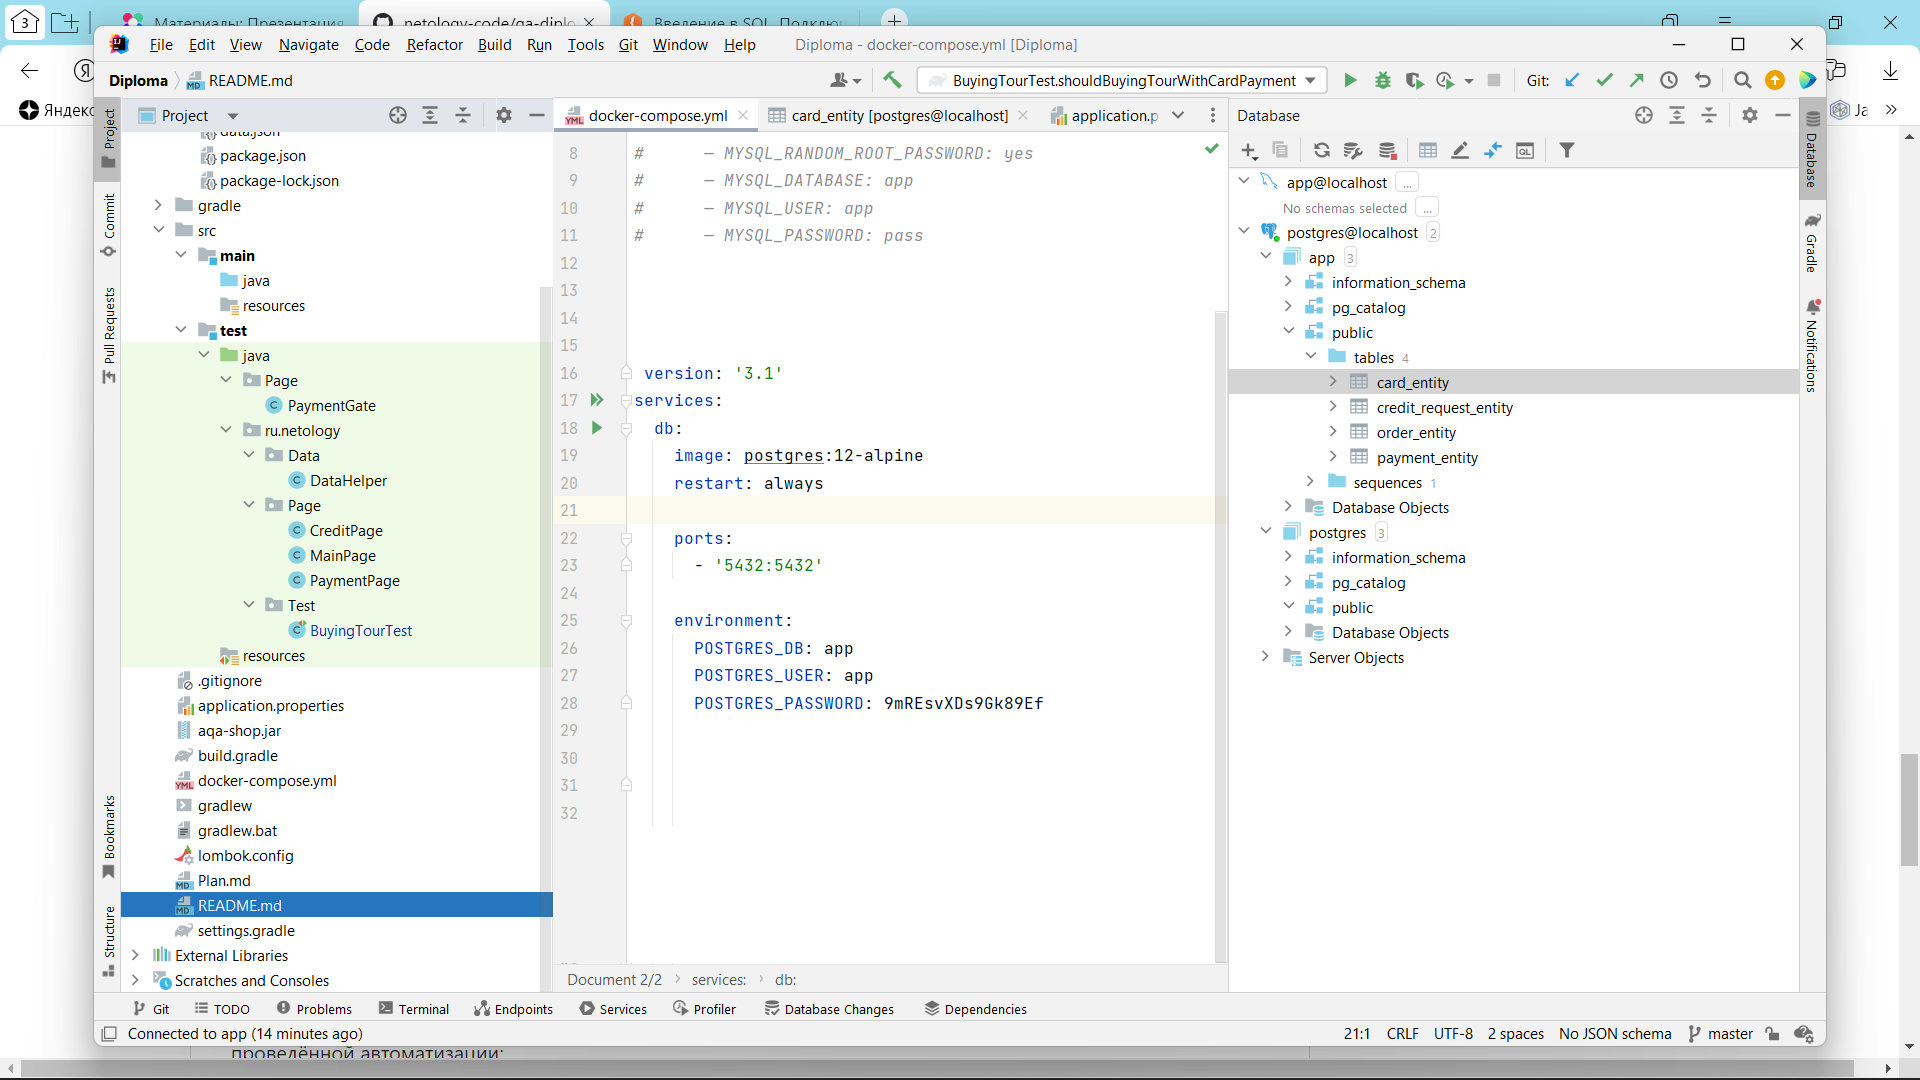 3
Материалы: Презентация
netology-code/qa-diplo
Введение в SQL. Подклю
File Edit View Navigate Code Refactor Build Run Tools Git Window Help Diploma - docker-compose.yml [Diploma]
Diploma README.md
BuyingTourTest.shouldBuyingTourWithCardPayment
Git:
Яндекс
Project
docker-compose.yml
card_entity [postgres@localhost]
application.p
Database
Ja
Project
Commit
Pull Requests
Bookmarks
Structure
data.json
package.json
package-lock.json
gradle
src
main
java
resources
test
java
Page
PaymentGate
ru.netology
Data
DataHelper
Page
CreditPage
MainPage
PaymentPage
Test
BuyingTourTest
resources
.gitignore
application.properties
aqa-shop.jar
build.gradle
docker-compose.yml
gradlew
gradlew.bat
lombok.config
Plan.md
README.md
settings.gradle
External Libraries
Scratches and Consoles
8 # – MYSQL_RANDOM_ROOT_PASSWORD: yes
9 # – MYSQL_DATABASE: app
10 # – MYSQL_USER: app
11 # – MYSQL_PASSWORD: pass
12
13
14
15
16 version: '3.1'
17 services:
18 db:
19 image: postgres:12-alpine
20 restart: always
21
22 ports:
23 - '5432:5432'
24
25 environment:
26 POSTGRES_DB: app
27 POSTGRES_USER: app
28 POSTGRES_PASSWORD: 9mREsvXDs9Gk89Ef
29
30
31
32
Document 2/2 services: db:
app@localhost ...
No schemas selected ...
postgres@localhost 2
app 3
information_schema
pg_catalog
public
tables 4
card_entity
credit_request_entity
order_entity
payment_entity
sequences 1
Database Objects
postgres 3
information_schema
pg_catalog
public
Database Objects
Server Objects
Database
Gradle
Notifications
Git TODO Problems Terminal Endpoints Services Profiler Database Changes Dependencies
Connected to app (14 minutes ago)
21:1 CRLF UTF-8 2 spaces No JSON schema master
проведённой автоматизации: